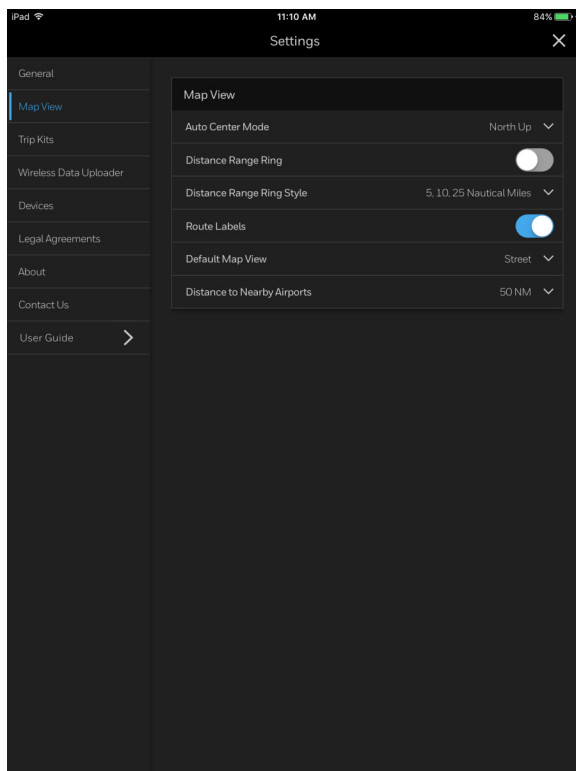 iPad 11:10 AM 84%
Settings
General
Map View
Trip Kits
Wireless Data Uploader
Devices
Legal Agreements
About
Contact Us
User Guide
Map View
Auto Center Mode North Up
Distance Range Ring
Distance Range Ring Style 5, 10, 25 Nautical Miles
Route Labels
Default Map View Street
Distance to Nearby Airports 50 NM